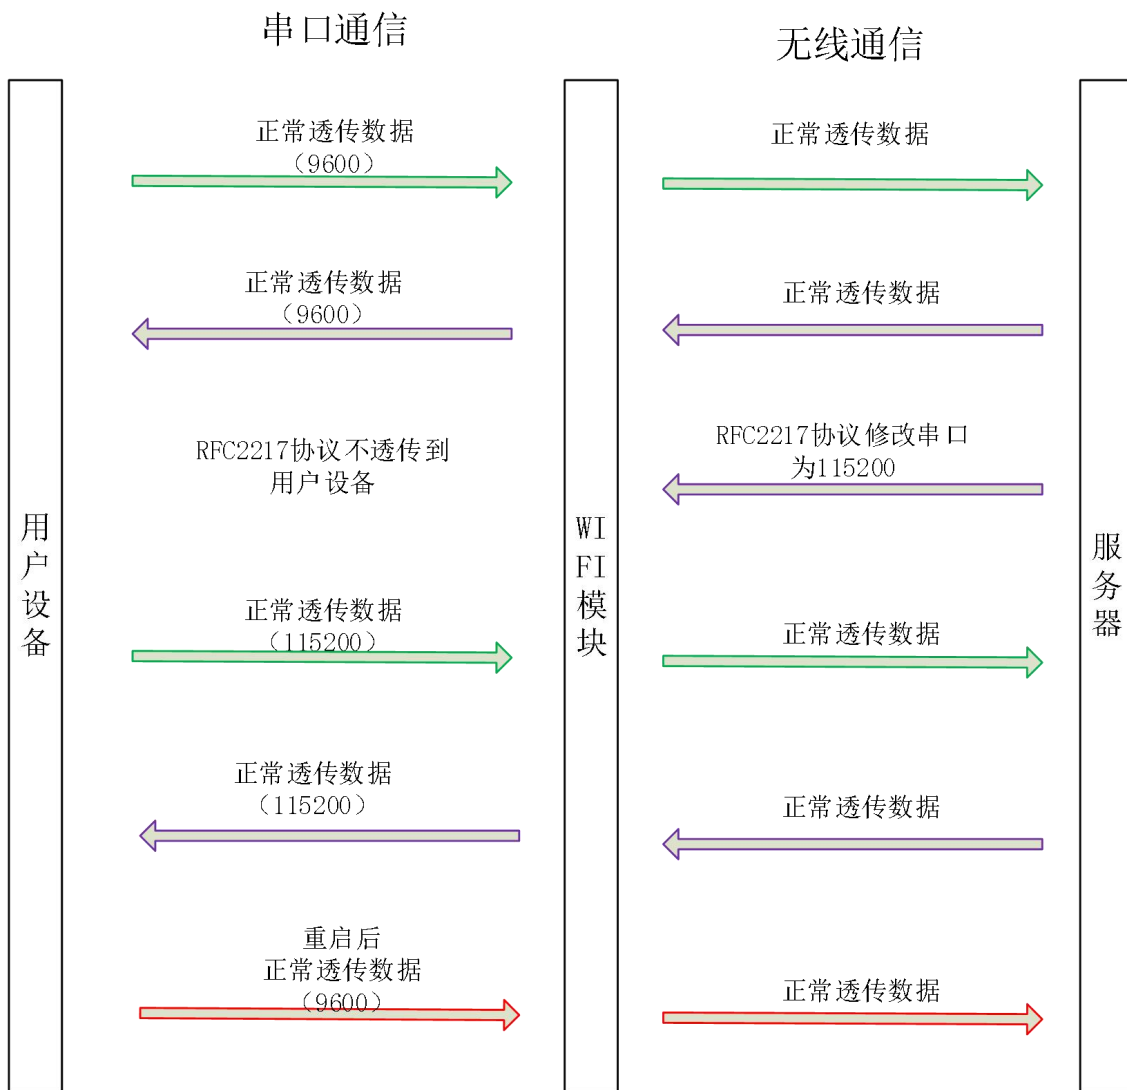 串口通信
无线通信
正常透传数据
（9600）
正常透传数据
正常透传数据
（9600）
正常透传数据
RFC2217协议不透传到
用户设备
RFC2217协议修改串口
为115200
用户设备
WI
FI模块
服务器
正常透传数据
（115200）
正常透传数据
正常透传数据
（115200）
正常透传数据
重启后
正常透传数据
（9600）
正常透传数据